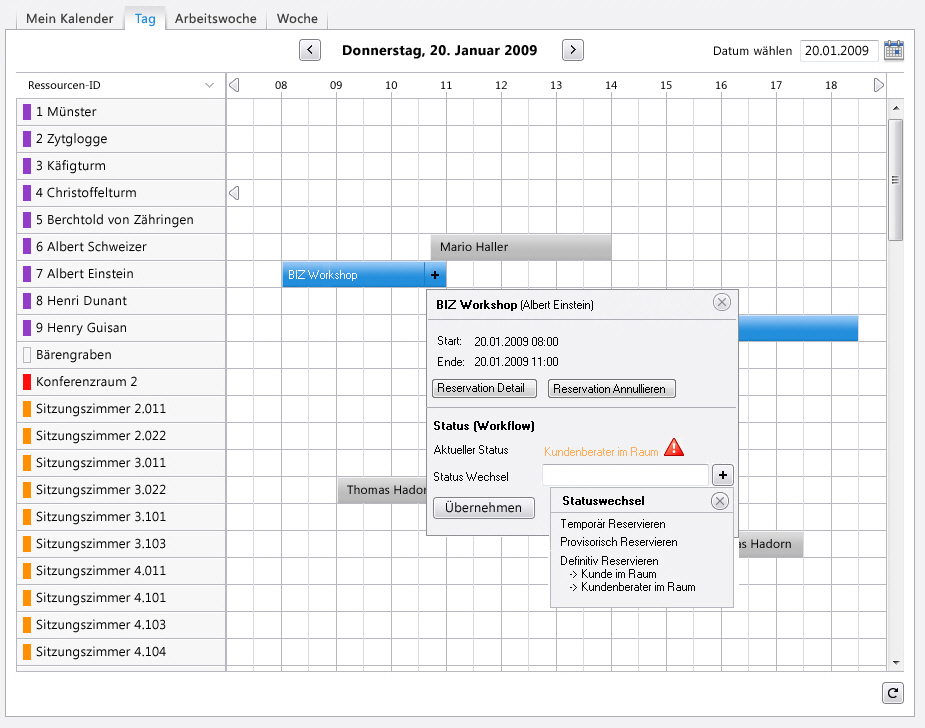 Mein Kalender Tag Arbeitswoche Woche
< Donnerstag, 20. Januar 2009 > Datum wählen 20.01.2009
Ressourcen-ID 08 09 10 11 12 13 14 15 16 17 18
1 Münster
2 Zytglogge
3 Käfigturm
4 Christoffelturm
5 Berchtold von Zähringen
6 Albert Schweizer Mario Haller
7 Albert Einstein BIZ Workshop +
8 Henri Dunant
9 Henry Guisan
Bärengraben
Konferenzraum 2
Sitzungszimmer 2.011
Sitzungszimmer 2.022
Sitzungszimmer 3.011
Sitzungszimmer 3.022 Thomas Hador
Sitzungszimmer 3.101
Sitzungszimmer 3.103 as Hadorn
Sitzungszimmer 4.011
Sitzungszimmer 4.101
Sitzungszimmer 4.103
Sitzungszimmer 4.104
BIZ Workshop (Albert Einstein)
Start: 20.01.2009 08:00
Ende: 20.01.2009 11:00
Reservation Detail Reservation Annullieren
Status (Workflow)
Aktueller Status Kundenberater im Raum !
Status Wechsel +
Übernehmen
Statuswechsel
Temporär Reservieren
Provisorisch Reservieren
Definitiv Reservieren
-> Kunde im Raum
-> Kundenberater im Raum